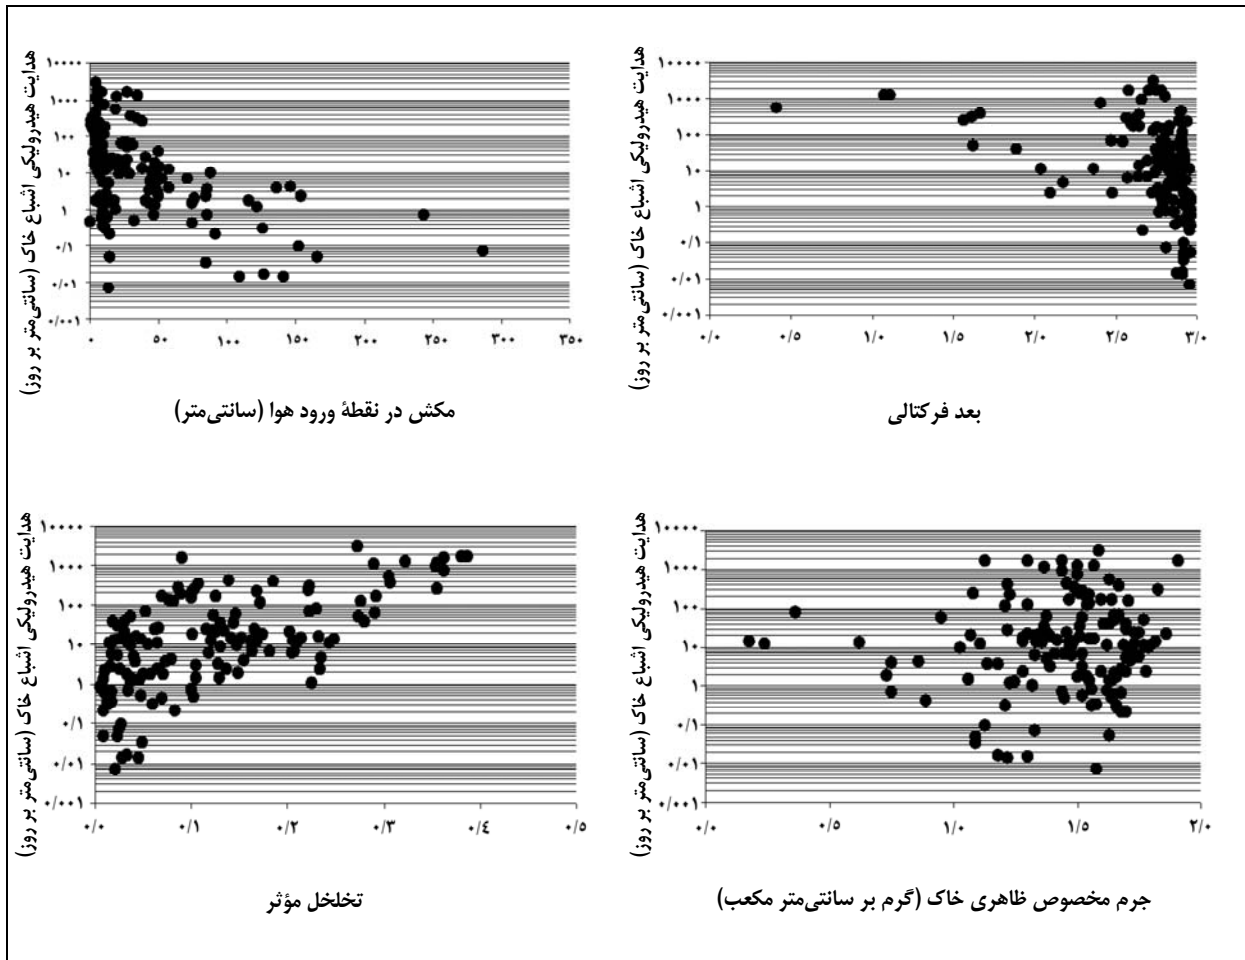 هدایت هیدرولیکی اشباع خاک (سانتی‌متر بر روز)
۱۰۰۰۰
۱۰۰۰
۱۰۰
۱۰
۱
۰/۱
۰/۰۱
۰/۰۰۱
۰ ۵۰ ۱۰۰ ۱۵۰ ۲۰۰ ۲۵۰ ۳۰۰ ۳۵۰
مکش در نقطۀ ورود هوا (سانتی‌متر)
هدایت هیدرولیکی اشباع خاک (سانتی‌متر بر روز)
۱۰۰۰۰
۱۰۰۰
۱۰۰
۱۰
۱
۰/۱
۰/۰۱
۰/۰۰۱
۰/۰ ۰/۵ ۱/۰ ۱/۵ ۲/۰ ۲/۵ ۳/۰
بعد فرکتالی
هدایت هیدرولیکی اشباع خاک (سانتی‌متر بر روز)
۱۰۰۰۰
۱۰۰۰
۱۰۰
۱۰
۱
۰/۱
۰/۰۱
۰/۰۰۱
۰/۰ ۰/۱ ۰/۲ ۰/۳ ۰/٤ ۰/۵
تخلخل مؤثر
هدایت هیدرولیکی اشباع خاک (سانتی‌متر بر روز)
۱۰۰۰۰
۱۰۰۰
۱۰۰
۱۰
۱
۰/۱
۰/۰۱
۰/۰۰۱
۰/۰ ۰/۵ ۱/۰ ۱/۵ ۲/۰
جرم مخصوص ظاهری خاک (گرم بر سانتی‌متر مکعب)